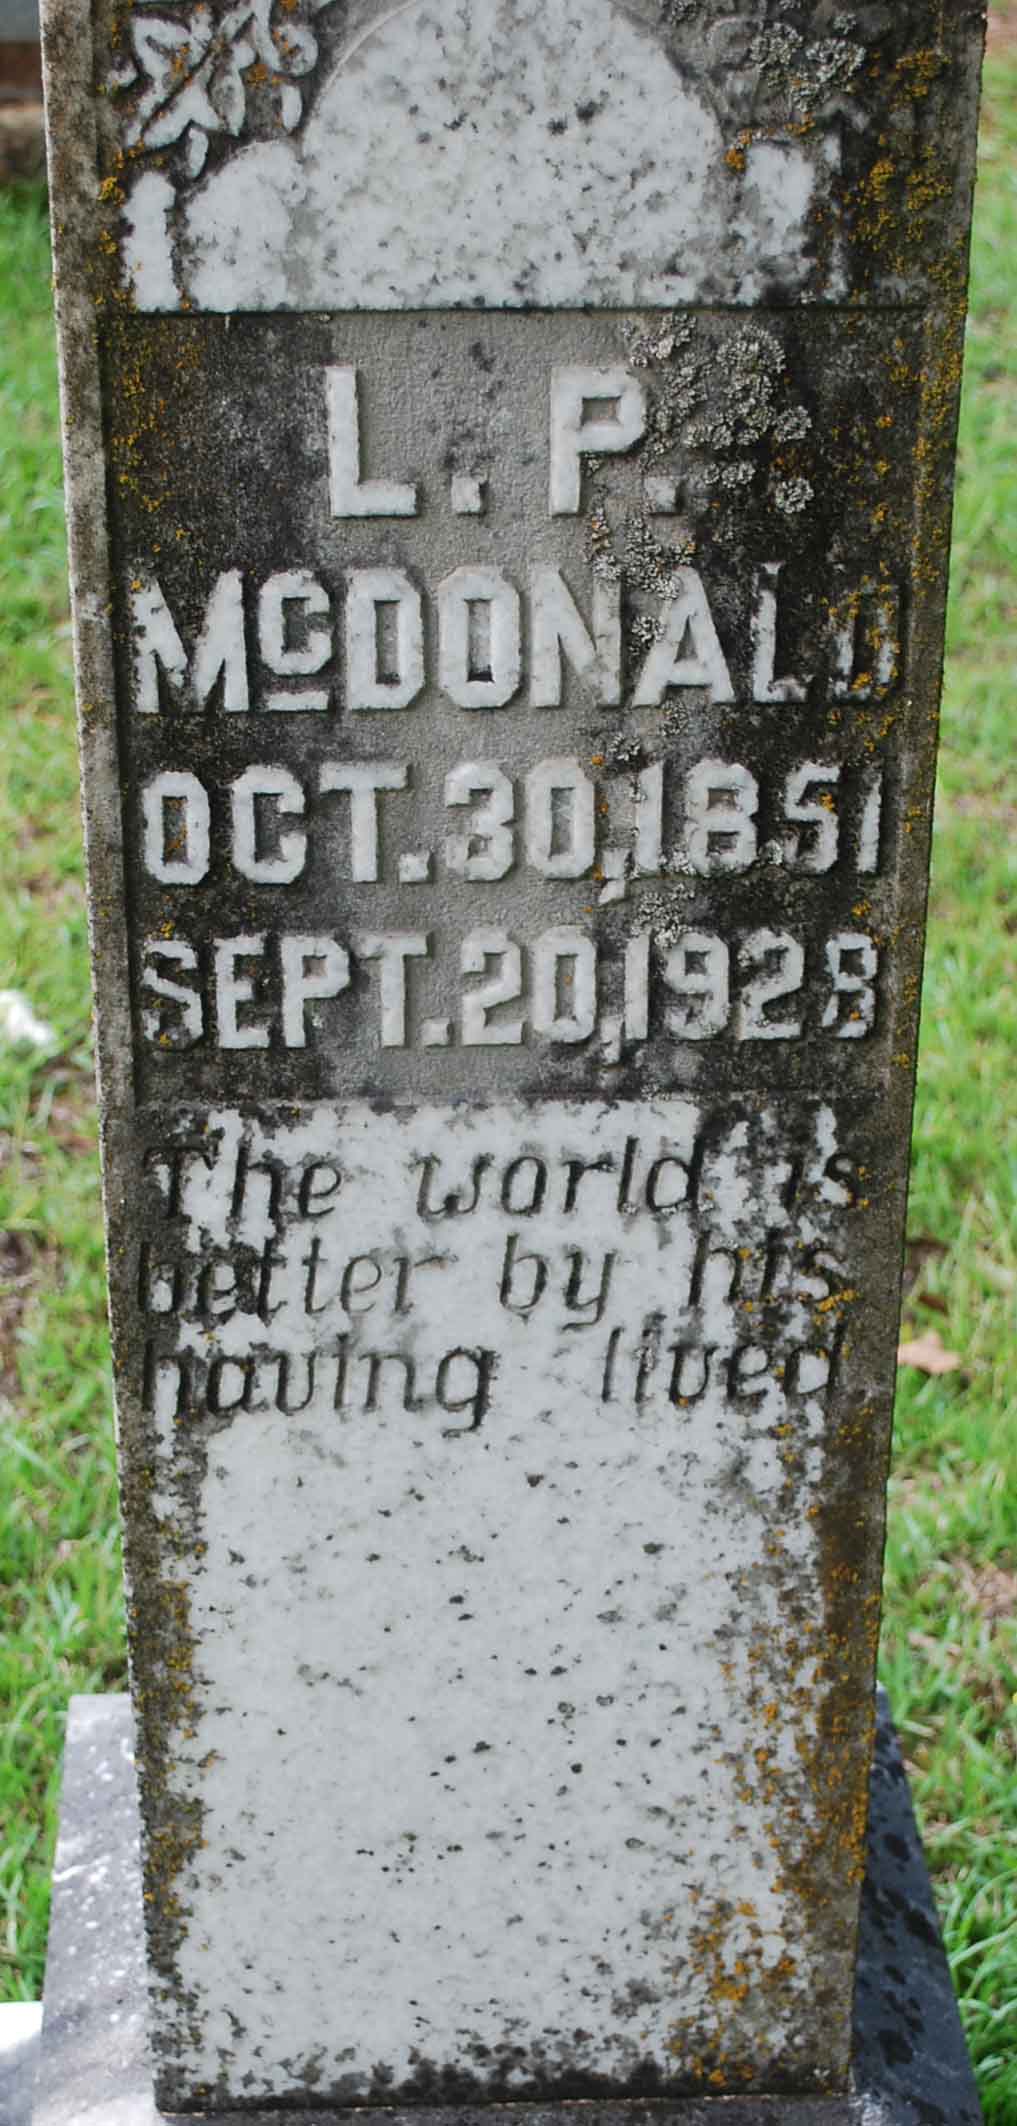 L. P.
McDONALD
OCT. 30, 1851
SEPT. 20, 1928
The world is
better by his
having lived